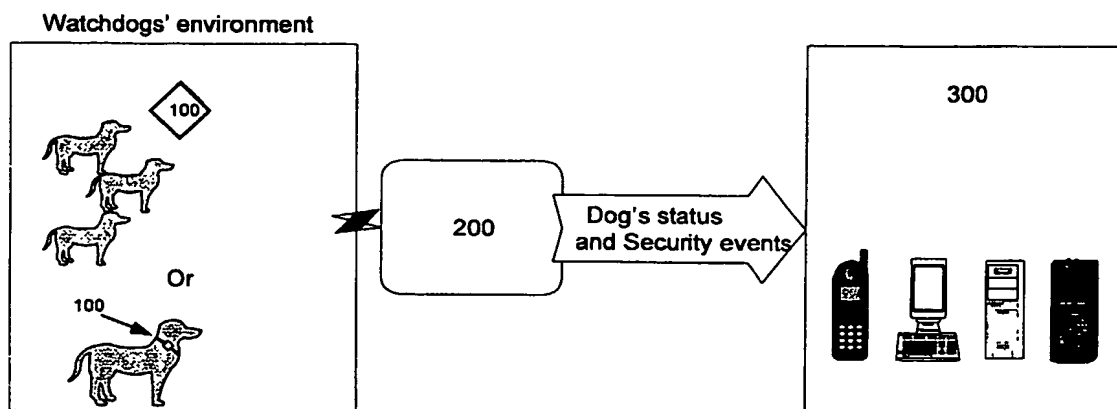 Watchdogs' environment
100
Or
100
200
Dog's status
and Security events
300